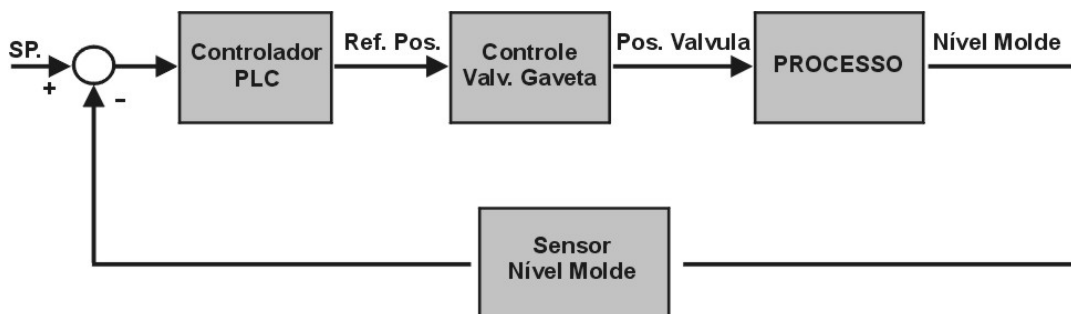 SP.
+
−
Controlador
PLC
Ref. Pos.
Controle
Valv. Gaveta
Pos. Valvula
PROCESSO
Nível Molde
Sensor
Nível Molde